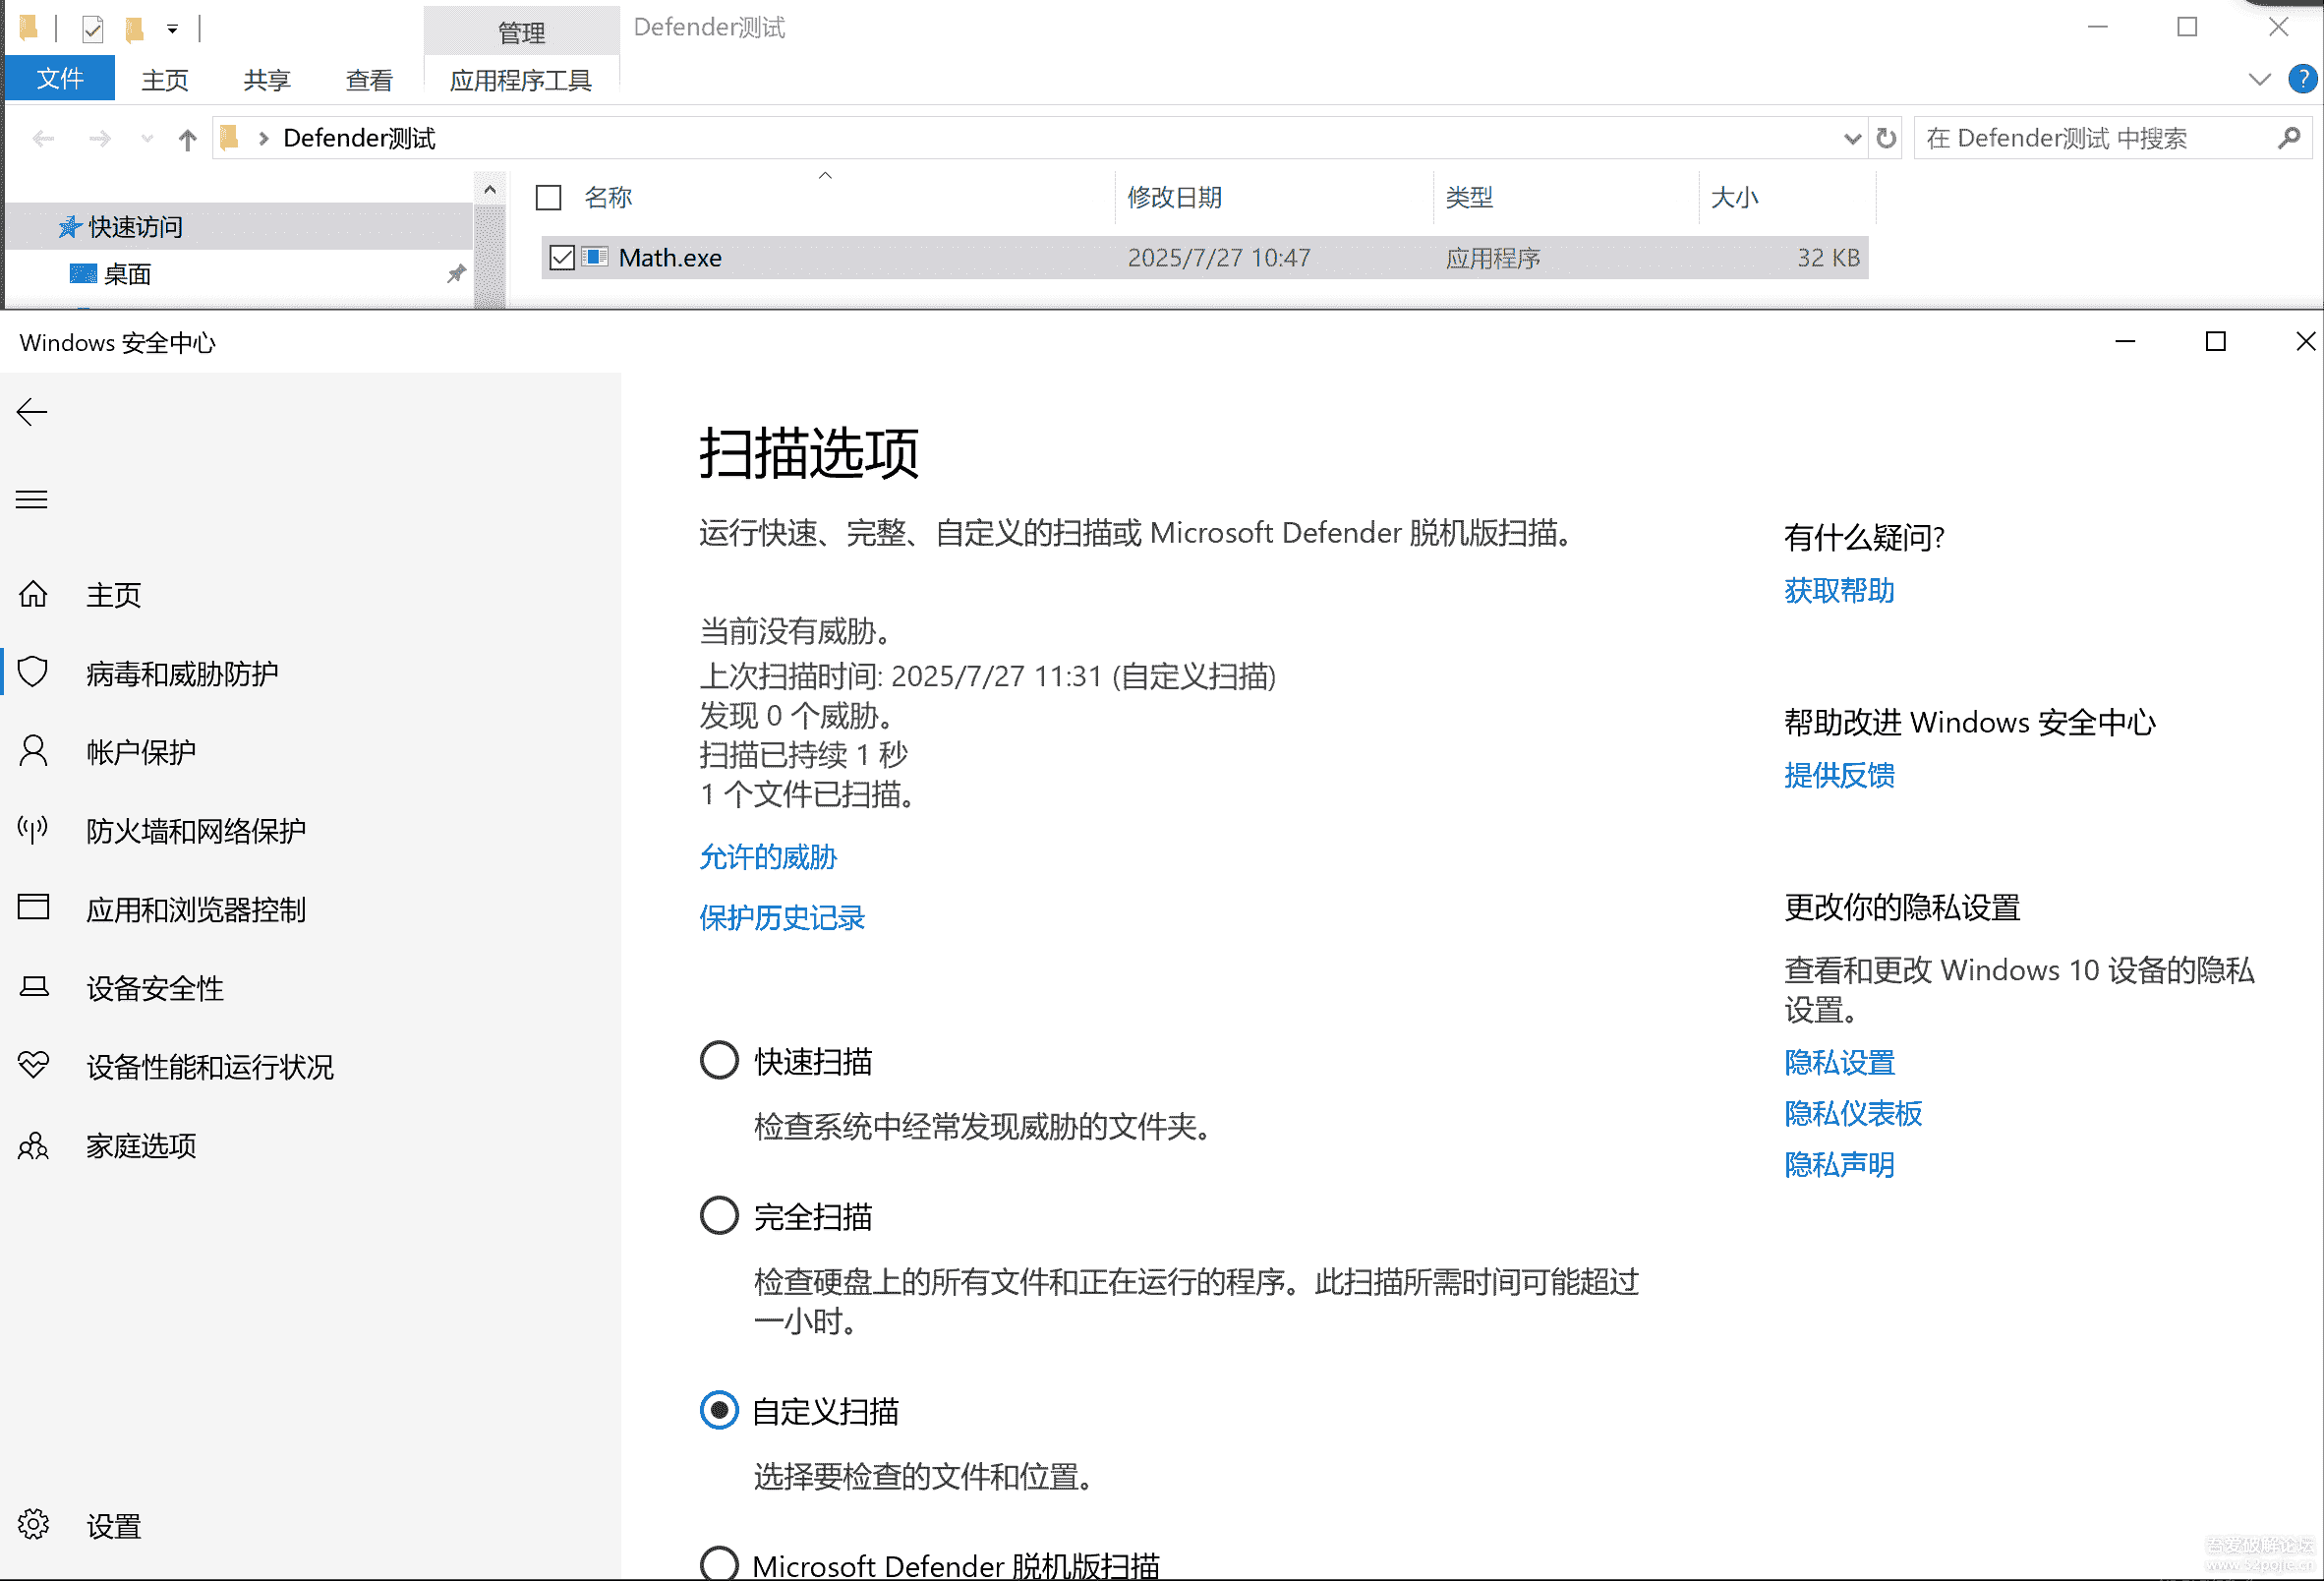 管理
Defender测试
文件
主页
共享
查看
应用程序工具
?
Defender测试
在 Defender测试 中搜索
名称
修改日期
类型
大小
快速访问
桌面
Math.exe
2025/7/27 10:47
应用程序
32 KB
Windows 安全中心
主页
病毒和威胁防护
帐户保护
防火墙和网络保护
应用和浏览器控制
设备安全性
设备性能和运行状况
家庭选项
设置
扫描选项
运行快速、完整、自定义的扫描或 Microsoft Defender 脱机版扫描。
当前没有威胁。
上次扫描时间: 2025/7/27 11:31 (自定义扫描)
发现 0 个威胁。
扫描已持续 1 秒
1 个文件已扫描。
允许的威胁
保护历史记录
快速扫描
检查系统中经常发现威胁的文件夹。
完全扫描
检查硬盘上的所有文件和正在运行的程序。此扫描所需时间可能超过
一小时。
自定义扫描
选择要检查的文件和位置。
Microsoft Defender 脱机版扫描
有什么疑问?
获取帮助
帮助改进 Windows 安全中心
提供反馈
更改你的隐私设置
查看和更改 Windows 10 设备的隐私
设置。
隐私设置
隐私仪表板
隐私声明
吾爱破解论坛
www.52pojie.cn